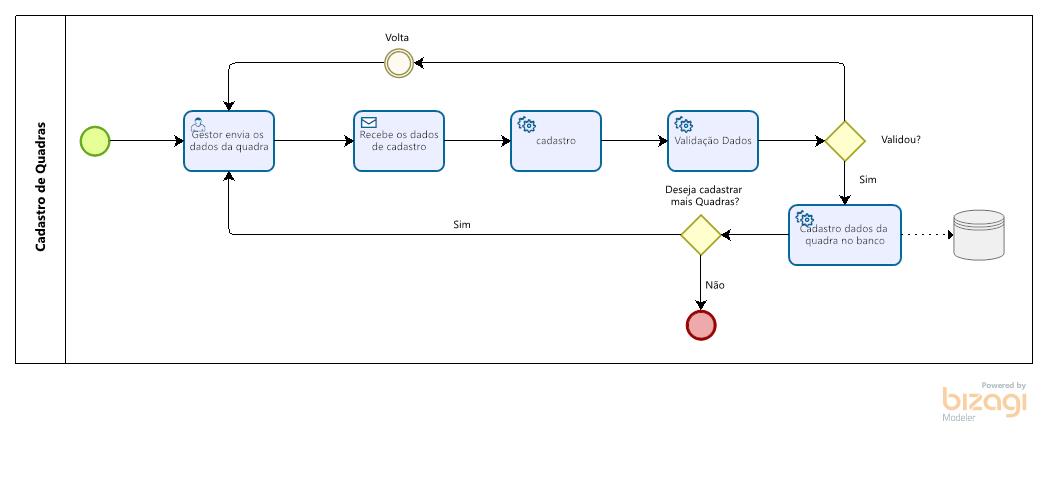 Cadastro de Quadras
Volta
Gestor envia os
dados da quadra
Recebe os dados
de cadastro
cadastro
Validação Dados
Validou?
Sim
Deseja cadastrar
mais Quadras?
Cadastro dados da
quadra no banco
Sim
Não
Powered by
bizagi
Modeler